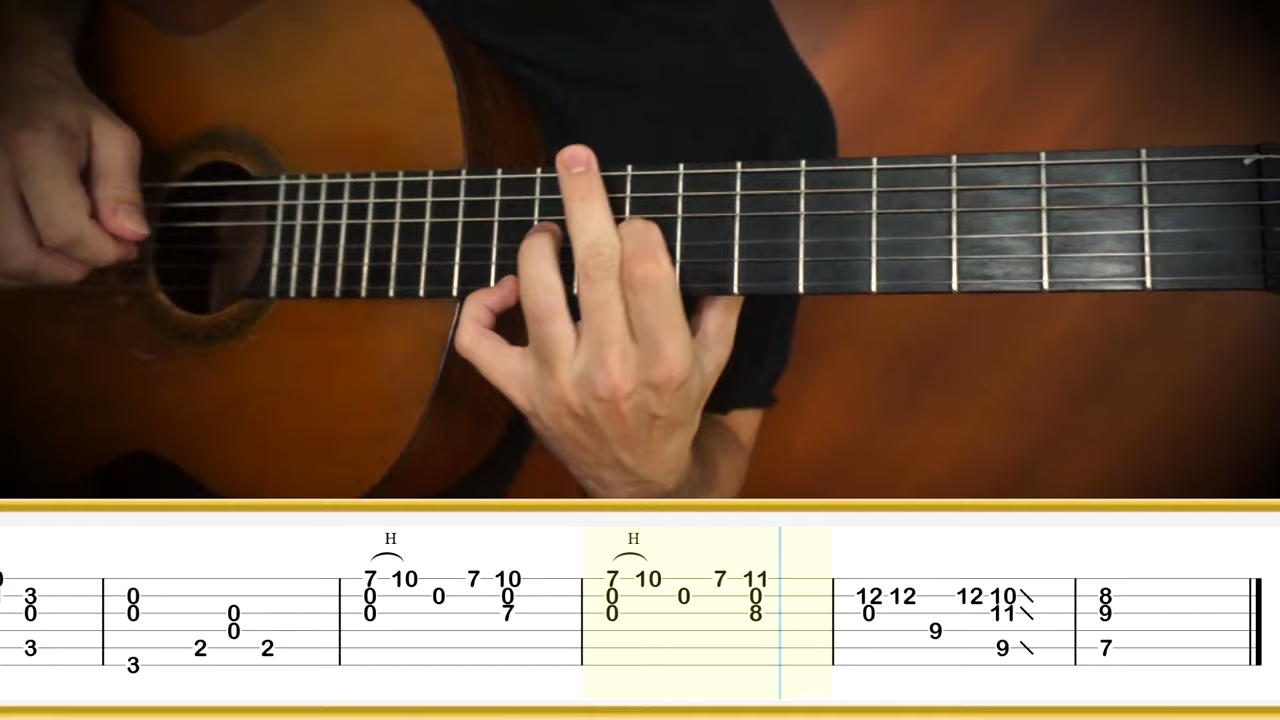 H H
0 7 10 7 10 7 10 7 11
3 0 0 0 0 0 0 0 12 12 12 10 8
0 0 0 0 7 0 8 0 11 9
0 9
3 2 2 9 7
3